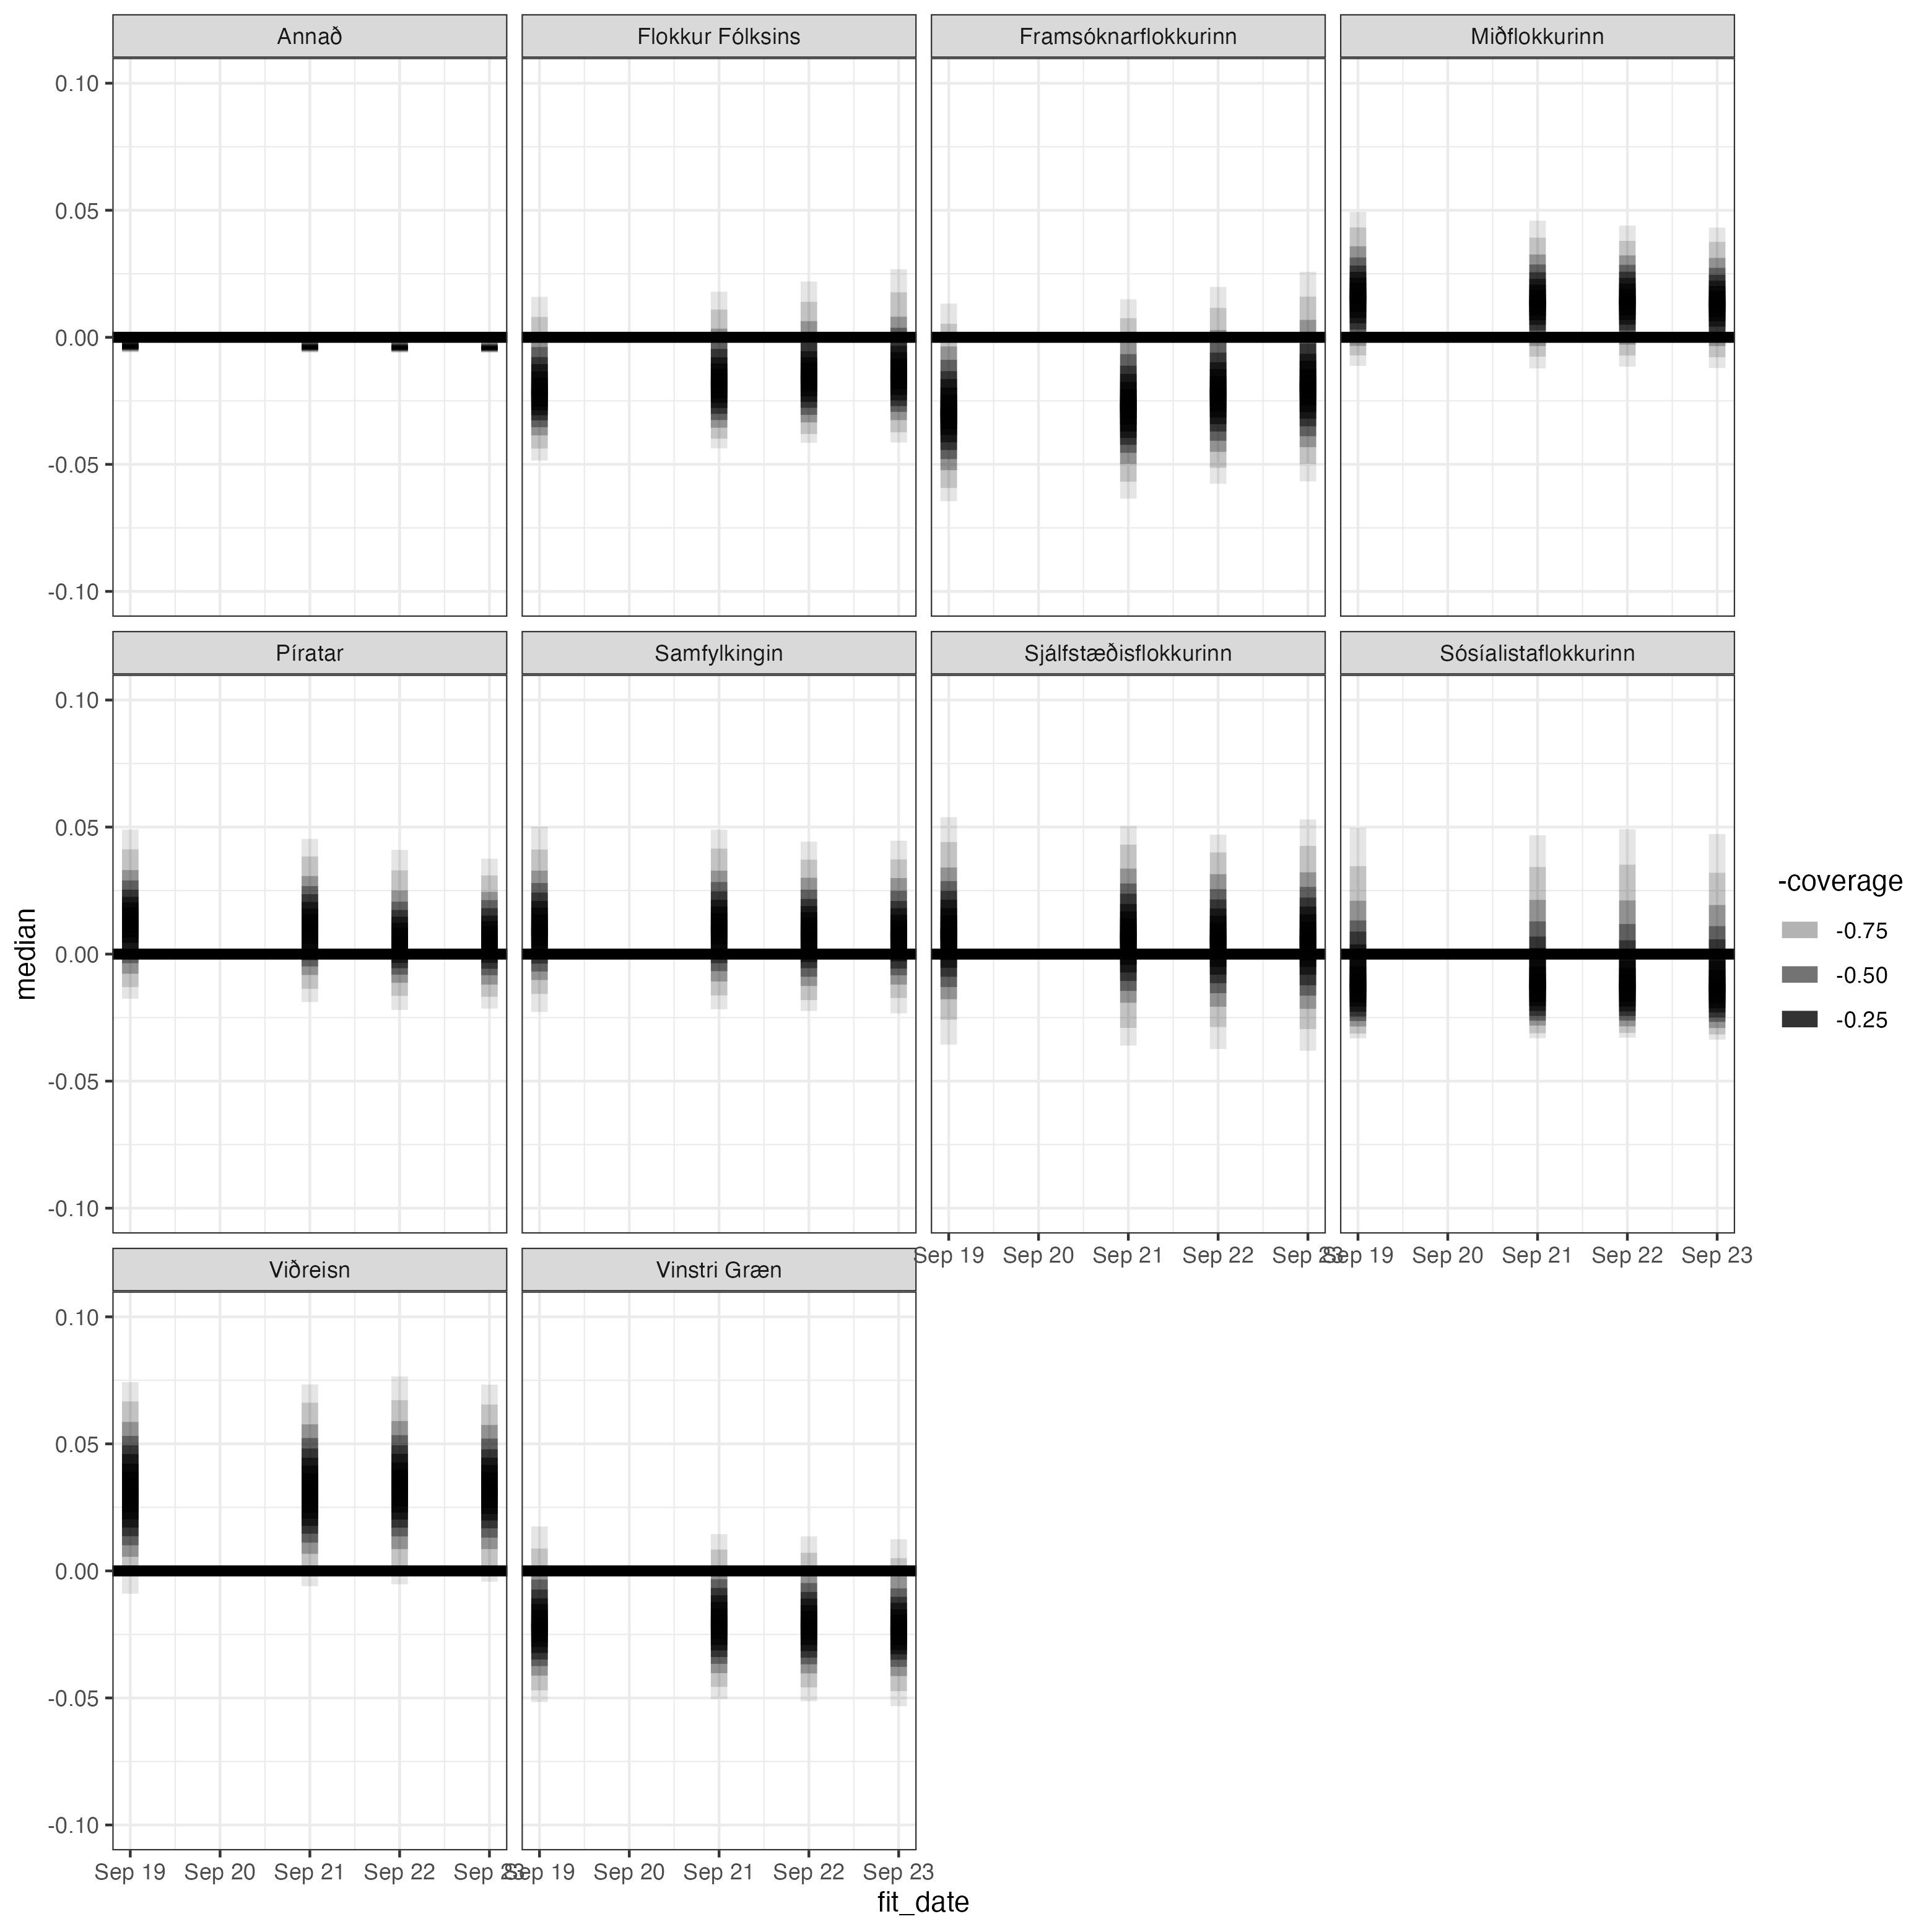 Annað
Flokkur Fólksins
Framsóknarflokkurinn
Miðflokkurinn
0.10
0.05
0.00
-0.05
-0.10
Píratar
Samfylkingin
Sjálfstæðisflokkurinn
Sósíalistaflokkurinn
0.10
0.05
0.00
-0.05
-0.10
Sep 19 Sep 20 Sep 21 Sep 22 Sep 23
Sep 19 Sep 20 Sep 21 Sep 22 Sep 23
Viðreisn
Vinstri Græn
0.10
0.05
0.00
-0.05
-0.10
Sep 19 Sep 20 Sep 21 Sep 22 Sep 23
Sep 19 Sep 20 Sep 21 Sep 22 Sep 23
fit_date
median
-coverage
-0.75
-0.50
-0.25